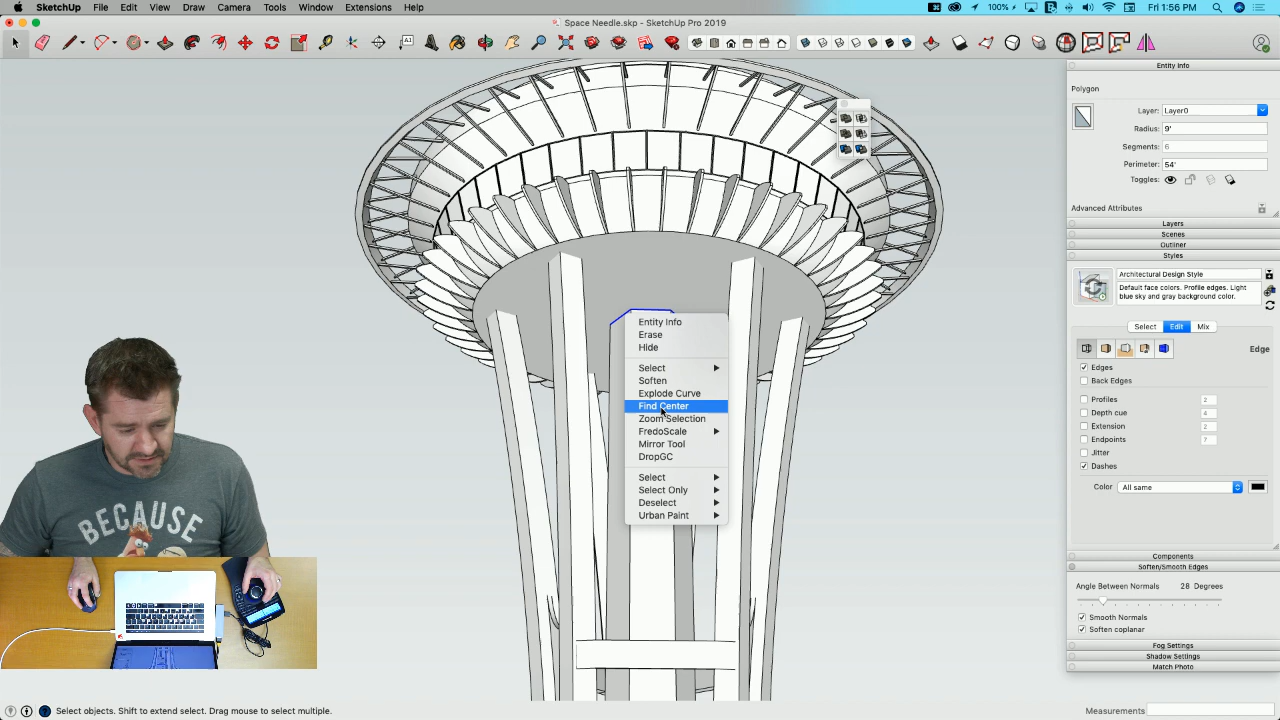 SketchUp File Edit View Draw Camera Tools Window Extensions Help
100% Fri 1:56 PM
Space Needle.skp - SketchUp Pro 2019
Entity Info
Polygon
Layer: Layer0
Radius: 9'
Segments: 6
Perimeter: 54'
Toggles:
Advanced Attributes
Layers
Scenes
Outliner
Styles
Architectural Design Style
Default face colors. Profile edges. Light
blue sky and gray background color.
Select Edit Mix
Edge
Edges
Back Edges
Profiles 2
Depth cue 4
Extension 2
Endpoints 7
Jitter
Dashes
Color All same
Components
Soften/Smooth Edges
Angle Between Normals 28 Degrees
Smooth Normals
Soften coplanar
Fog Settings
Shadow Settings
Match Photo
Entity Info
Erase
Hide
Select
Soften
Explode Curve
Find Center
Zoom Selection
FredoScale
Mirror Tool
DropGC
Select
Select Only
Deselect
Urban Paint
BECAUSE
Select objects. Shift to extend select. Drag mouse to select multiple.
Measurements